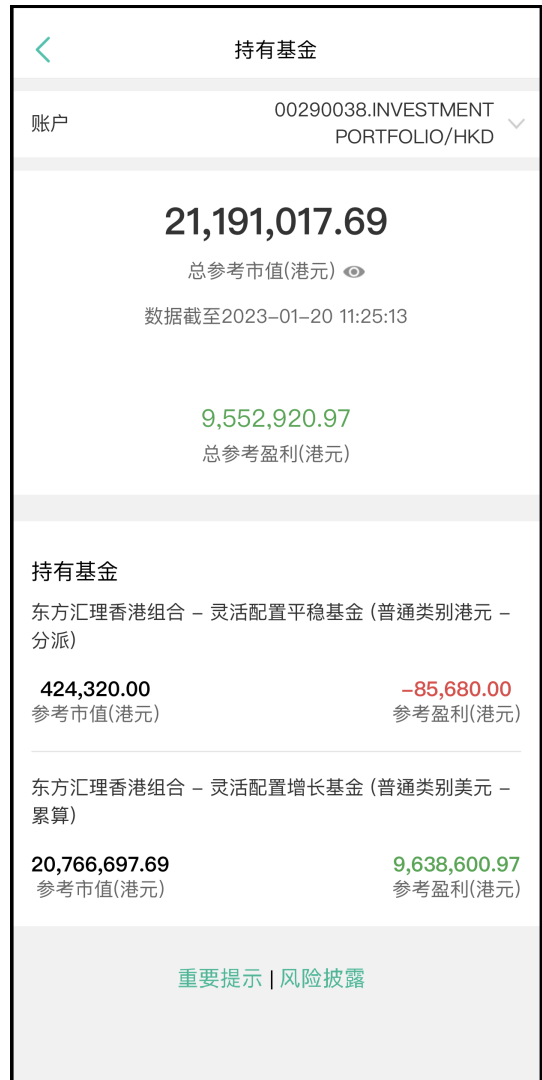 持有基金
账户
00290038.INVESTMENT
PORTFOLIO/HKD
21,191,017.69
总参考市值(港元)
数据截至2023-01-20 11:25:13
9,552,920.97
总参考盈利(港元)
持有基金
东方汇理香港组合 – 灵活配置平稳基金 (普通类别港元 –
分派)
424,320.00
-85,680.00
参考市值(港元)
参考盈利(港元)
东方汇理香港组合 – 灵活配置增长基金 (普通类别美元 –
累算)
20,766,697.69
9,638,600.97
参考市值(港元)
参考盈利(港元)
重要提示 | 风险披露